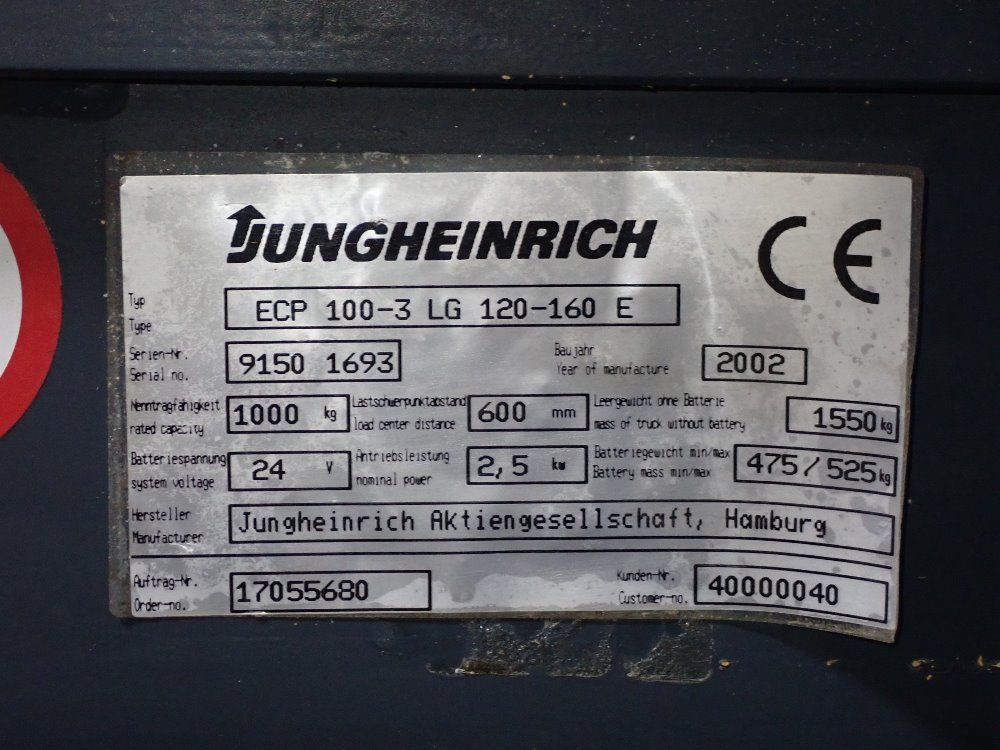 JUNGHEINRICH CE
Typ
Type
ECP 100-3 LG 120-160 E
Serien-Nr.
Serial no.
9150 1693
Baujahr
Year of manufacture
2002
Nenntragfähigkeit
rated capacity
1000 kg
Lastschwerpunktabstand
load center distance
600 mm
Leergewicht ohne Batterie
mass of truck without battery
1550 kg
Batteriespannung
system voltage
24 V
Antriebsleistung
nominal power
2,5 kw
Batteriegewicht min/max
Battery mass min/max
475/525 kg
Hersteller
Manufacturer
Jungheinrich Aktiengesellschaft, Hamburg
Auftrag-Nr.
Order-no.
17055680
Kunden-Nr.
Customer-no.
40000040